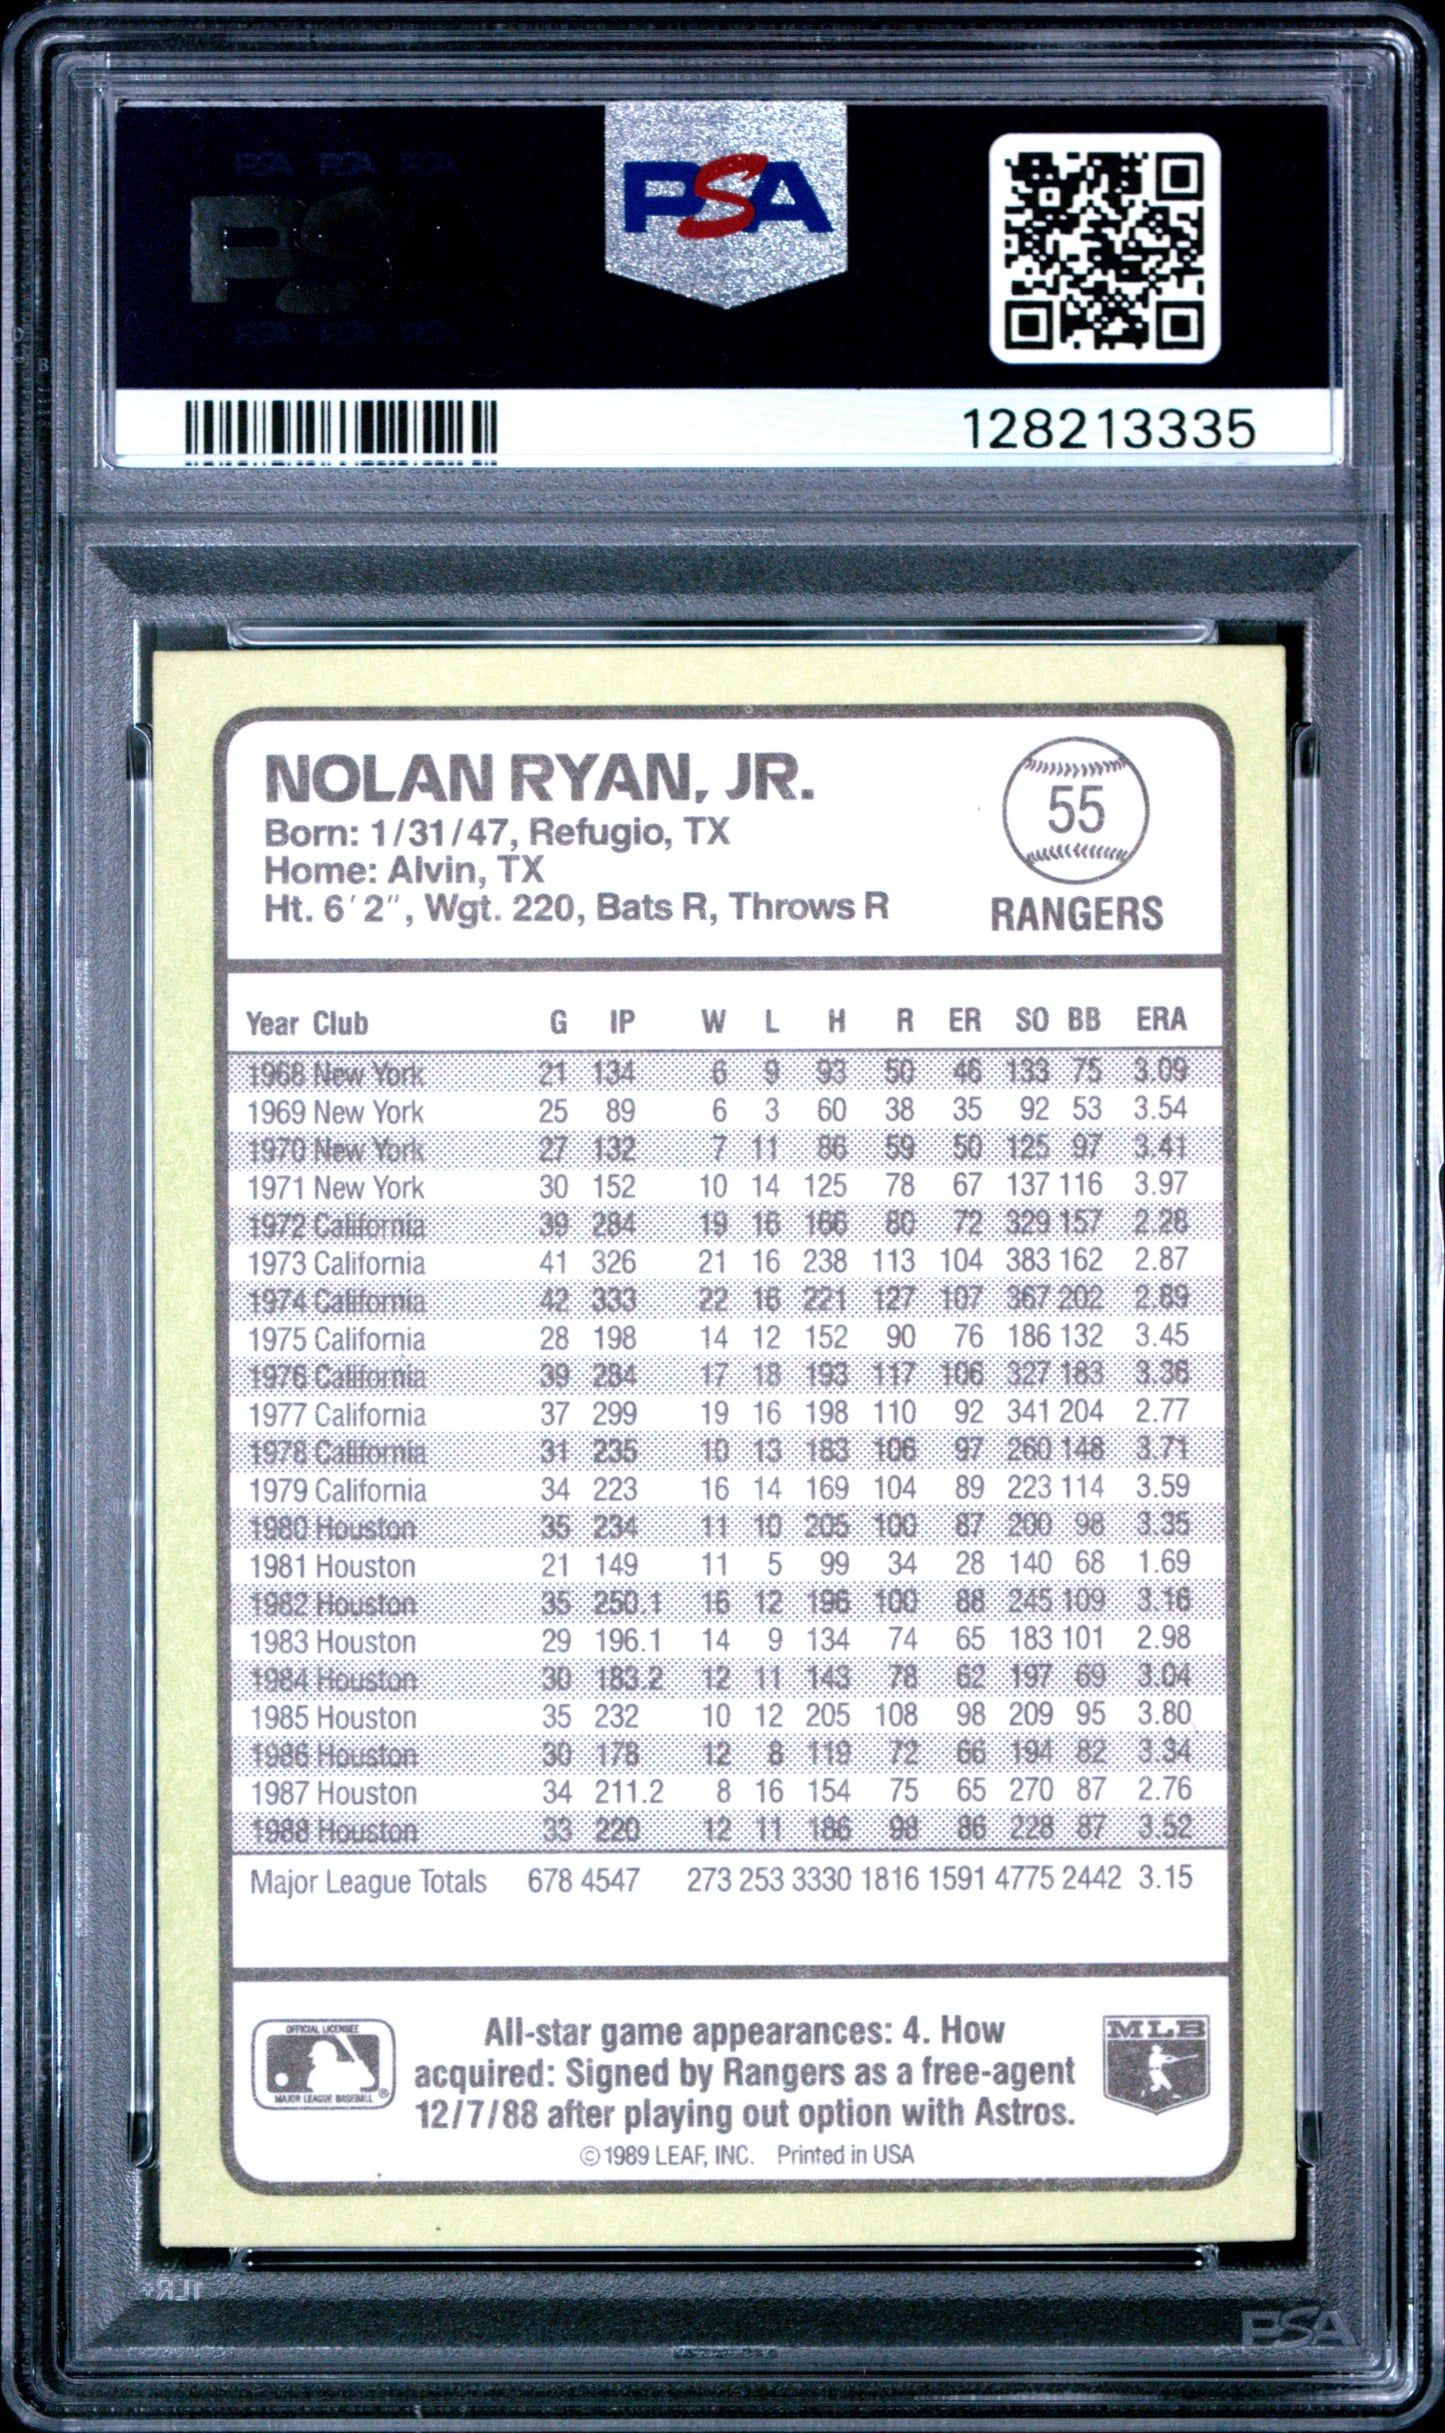 PSA PSA PSA
PSA
PSA PSA PSA
PSA
128213335
NOLAN RYAN, JR.
Born: 1/31/47, Refugio, TX
Home: Alvin, TX
Ht. 6'2", Wgt. 220, Bats R, Throws R
55
RANGERS
Year Club G IP W L H R ER SO BB ERA
1968 New York 21 134 6 9 93 50 46 133 75 3.09
1969 New York 25 89 6 3 60 38 35 92 53 3.54
1970 New York 27 132 7 11 86 59 50 125 97 3.41
1971 New York 30 152 10 14 125 78 67 137 116 3.97
1972 California 39 284 19 16 166 80 72 329 157 2.28
1973 California 41 326 21 16 238 113 104 383 162 2.87
1974 California 42 333 22 16 221 127 107 367 202 2.89
1975 California 28 198 14 12 152 90 76 186 132 3.45
1976 California 39 284 17 18 193 117 106 327 183 3.36
1977 California 37 299 19 16 198 110 92 341 204 2.77
1978 California 31 235 10 13 183 106 97 260 148 3.71
1979 California 34 223 16 14 169 104 89 223 114 3.59
1980 Houston 35 234 11 10 205 100 87 200 98 3.35
1981 Houston 21 149 11 5 99 34 28 140 68 1.69
1982 Houston 35 250.1 16 12 196 100 88 245 109 3.16
1983 Houston 29 196.1 14 9 134 74 65 183 101 2.98
1984 Houston 30 183.2 12 11 143 78 62 197 69 3.04
1985 Houston 35 232 10 12 205 108 98 209 95 3.80
1986 Houston 30 178 12 8 119 72 66 194 82 3.34
1987 Houston 34 211.2 8 16 154 75 65 270 87 2.76
1988 Houston 33 220 12 11 186 98 86 228 87 3.52
Major League Totals 678 4547 273 253 3330 1816 1591 4775 2442 3.15
OFFICIAL LICENSEE
MAJOR LEAGUE BASEBALL ®
All-star game appearances: 4. How
acquired: Signed by Rangers as a free-agent
12/7/88 after playing out option with Astros.
MLB
©1989 LEAF, INC. Printed in USA
PSA